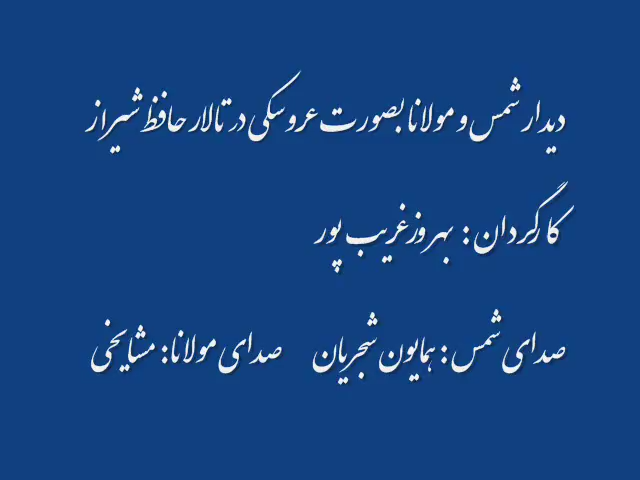 دیدار شمس و مولانا بصورت عروسکی در تالار حافظ شیراز
کارگردان : بهروز غریب پور
صدای شمس : همایون شجریان صدای مولانا: مشایخی